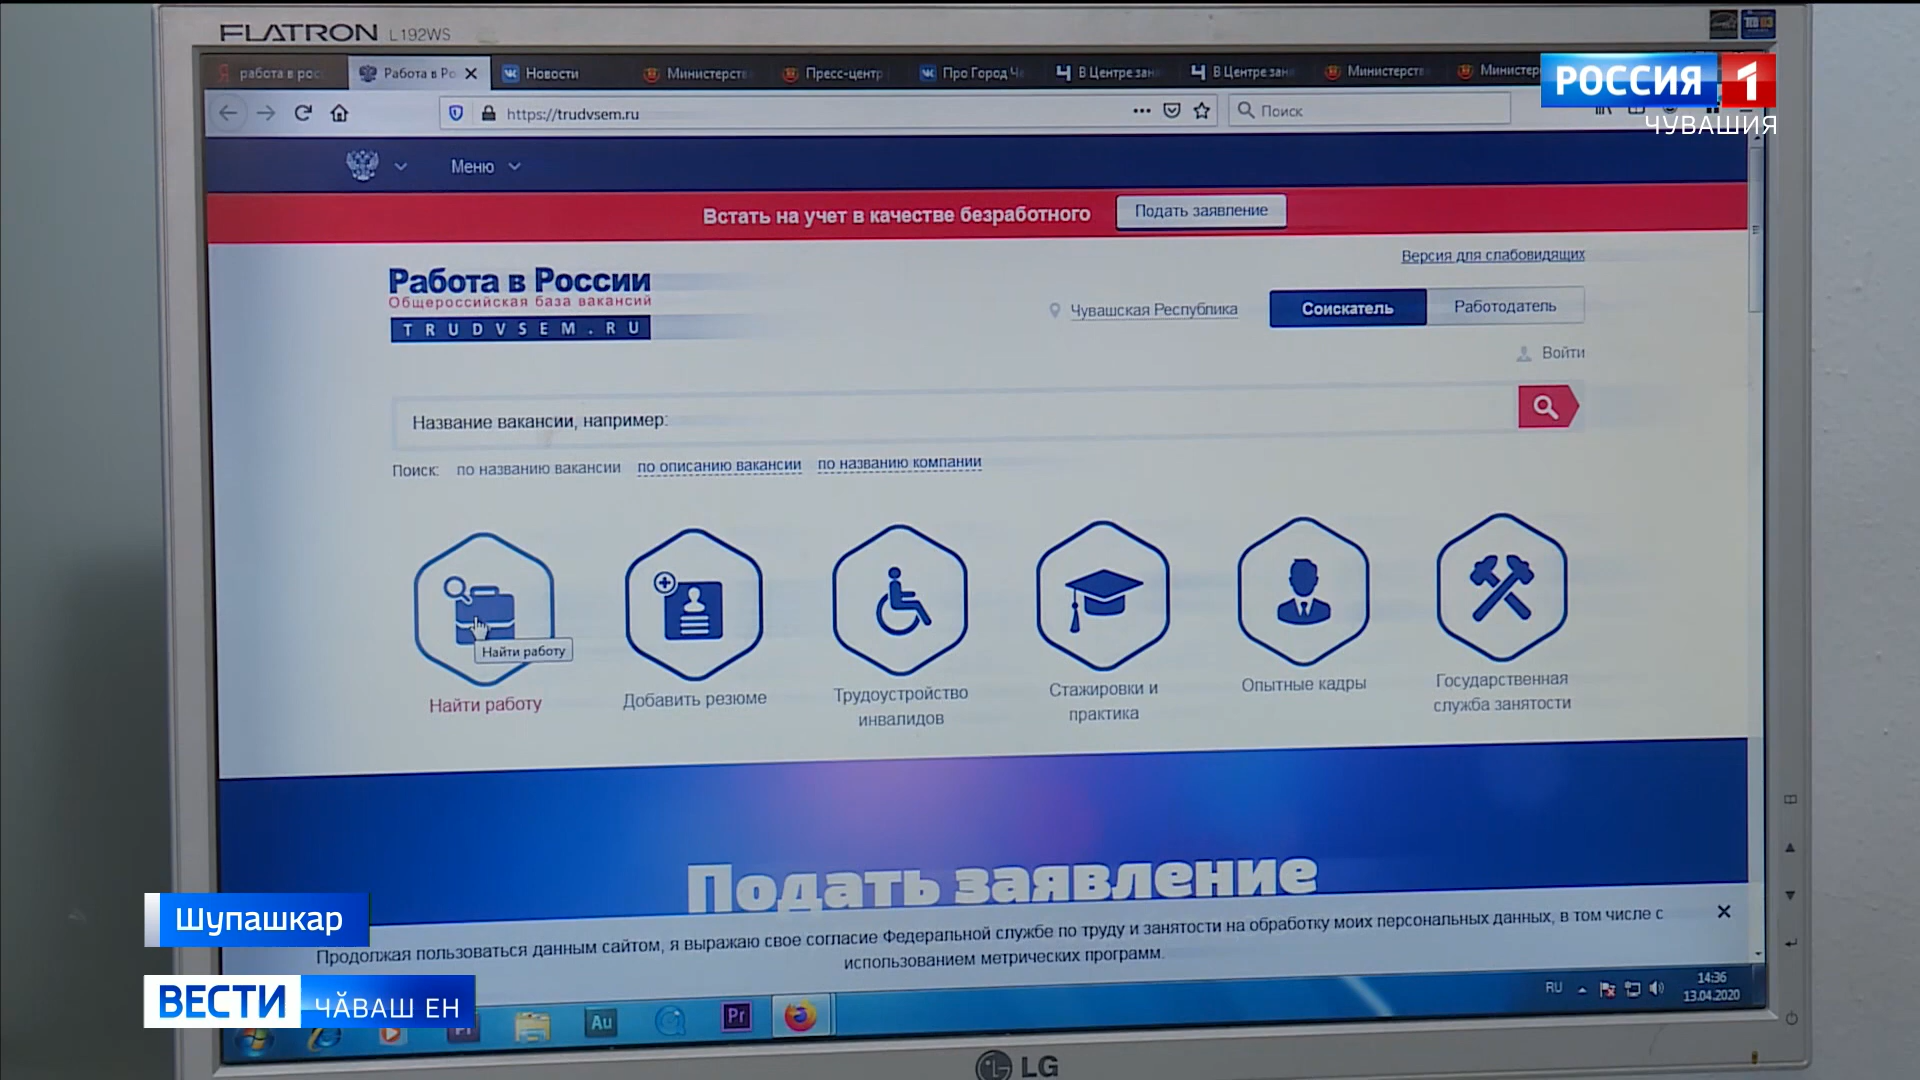 FLATRON L192WS
работа в рос
Работа в Ро
Новости
Министерств
Пресс-центр
Про Город Ч
В Центре зан
В Центре зан
Министерств
Министер
РОССИЯ 1
ЧУВАШИЯ
https://trudvsem.ru
Поиск
Меню
Встать на учет в качестве безработного
Подать заявление
Версия для слабовидящих
Работа в России
Общероссийская база вакансий
TRUDVSEM.RU
Чувашская Республика
Соискатель
Работодатель
Войти
Название вакансии, например:
Поиск: по названию вакансии по описанию вакансии по названию компании
Найти работу
Найти работу
Добавить резюме
Трудоустройство
инвалидов
Стажировки и
практика
Опытные кадры
Государственная
служба занятости
Подать заявление
Шупашкар
Продолжая пользоваться данным сайтом, я выражаю свое согласие Федеральной службе по труду и занятости на обработку моих персональных данных, в том числе с
использованием метрических программ.
ВЕСТИ ЧӐВАШ ЕН
Au
Pr
RU
14:36
13.04.2020
LG